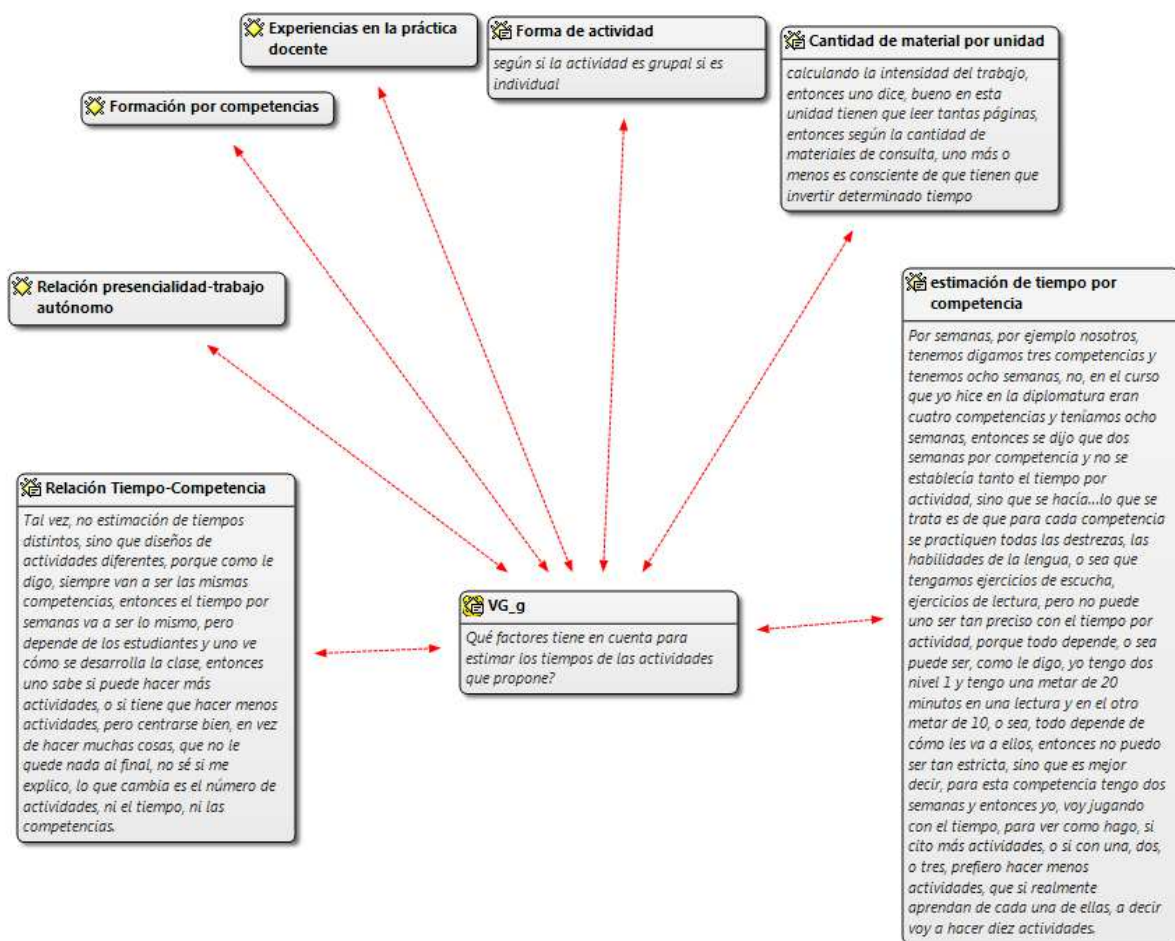 Experiencias en la práctica
docente
Forma de actividad
según si la actividad es grupal si es
individual
Cantidad de material por unidad
calculando la intensidad del trabajo,
entonces uno dice, bueno en esta
unidad tienen que leer tantas páginas,
entonces según la cantidad de
materiales de consulta, uno más o
menos es consciente de que tienen que
invertir determinado tiempo
Formación por competencias
Relación presencialidad-trabajo
autónomo
estimación de tiempo por
competencia
Por semanas, por ejemplo nosotros,
tenemos digamos tres competencias y
tenemos ocho semanas, no, en el curso
que yo hice en la diplomatura eran
cuatro competencias y teníamos ocho
semanas, entonces se dijo que dos
semanas por competencia y no se
establecía tanto el tiempo por
actividad, sino que se hacía...lo que se
trata es de que para cada competencia
se practiquen todas las destrezas, las
habilidades de la lengua, o sea que
tengamos ejercicios de escucha,
ejercicios de lectura, pero no puede
uno ser tan preciso con el tiempo por
actividad, porque todo depende, o sea
puede ser, como le digo, yo tengo dos
nivel 1 y tengo una metar de 20
minutos en una lectura y en el otro
metar de 10, o sea, todo depende de
cómo les va a ellos, entonces no puedo
ser tan estricta, sino que es mejor
decir, para esta competencia tengo dos
semanas y entonces yo, voy jugando
con el tiempo, para ver como hago, si
cito más actividades, o si con una, dos,
o tres, prefiero hacer menos
actividades, que si realmente
aprendan de cada una de ellas, a decir
voy a hacer diez actividades.
Relación Tiempo-Competencia
Tal vez, no estimación de tiempos
distintos, sino que diseños de
actividades diferentes, porque como le
digo, siempre van a ser las mismas
competencias, entonces el tiempo por
semanas va a ser lo mismo, pero
depende de los estudiantes y uno ve
cómo se desarrolla la clase, entonces
uno sabe si puede hacer más
actividades, o si tiene que hacer menos
actividades, pero centrarse bien, en vez
de hacer muchas cosas, que no le
quede nada al final, no sé si me
explico, lo que cambia es el número de
actividades, ni el tiempo, ni las
competencias.
VG_g
Qué factores tiene en cuenta para
estimar los tiempos de las actividades
que propone?